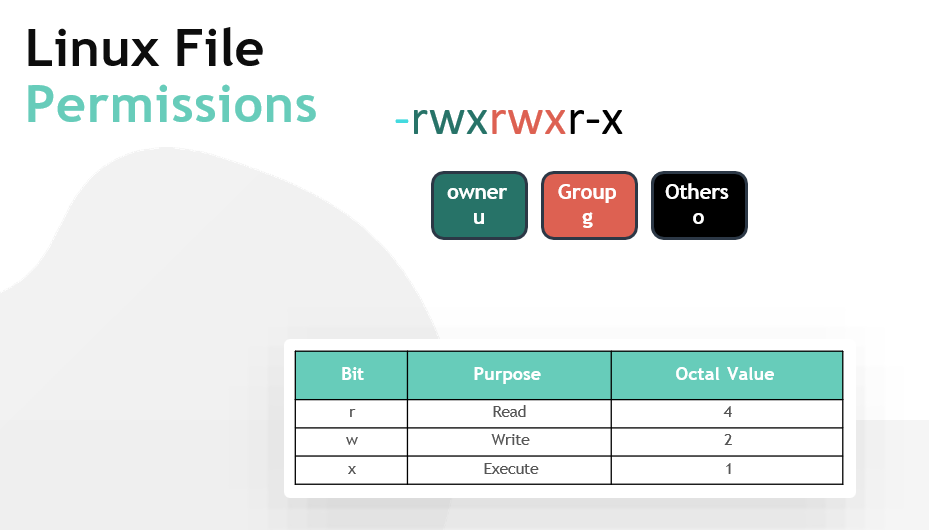 Linux File
Permissions
-rwxrwxr-x
owner
u
Group
g
Others
o
Bit Purpose Octal Value
r Read 4
w Write 2
x Execute 1